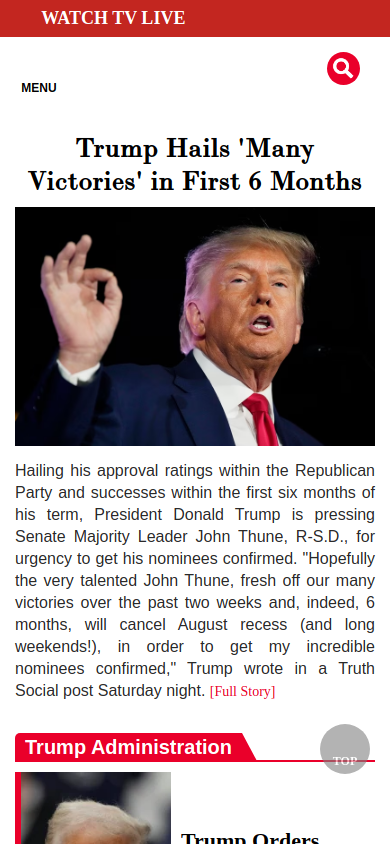 WATCH TV LIVE
MENU
Trump Hails 'Many
Victories' in First 6 Months
Hailing his approval ratings within the Republican
Party and successes within the first six months of
his term, President Donald Trump is pressing
Senate Majority Leader John Thune, R-S.D., for
urgency to get his nominees confirmed. "Hopefully
the very talented John Thune, fresh off our many
victories over the past two weeks and, indeed, 6
months, will cancel August recess (and long
weekends!), in order to get my incredible
nominees confirmed," Trump wrote in a Truth
Social post Saturday night. [Full Story]
Trump Administration
TOP
Trump Orders